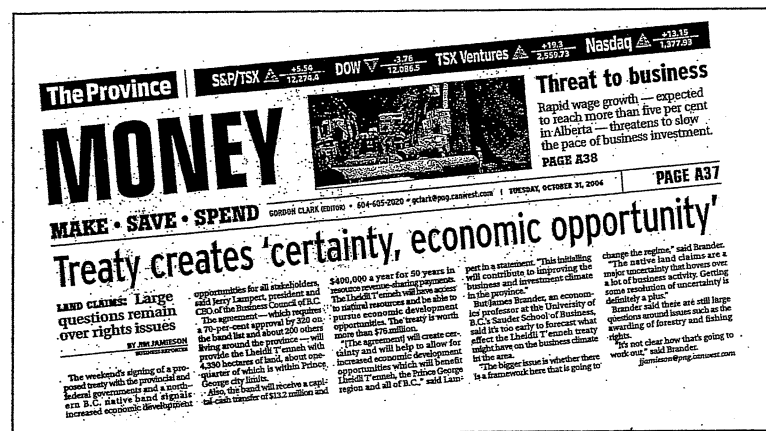 The Province
S&P/TSX +5.54 12,274.4 DOW -3.76 12,086.5 TSX Ventures +19.3 2,559.73 Nasdaq +13.15 1,377.93
MONEY
MAKE • SAVE • SPEND
Threat to business
Rapid wage growth — expected
to reach more than five per cent
in Alberta — threatens to slow
the pace of business investment.
PAGE A38
GORDON CLARK (EDITOR) • 604-605-2020 • gclark@png.canwest.com | TUESDAY, OCTOBER 31, 2006
PAGE A37
Treaty creates 'certainty, economic opportunity'
LAND CLAIMS: Large
questions remain
over rights issues
BY JIM JAMIESON
BUSINESS REPORTER
The weekend's signing of a pro-
posed treaty with the provincial and
federal governments and a north-
ern B.C. native band signals
increased economic development
opportunities for all stakeholders,
said Jerry Lampert, president and
CEO of the Business Council of B.C.
The agreement — which requires
a 70-per-cent approval by 320 on
the band list and about 200 others
living around the province — will
provide the Lheidli T'enneh with
4,330 hectares of land, about one-
quarter of which is within Prince
George city limits.
Also, the band will receive a capi-
tal-cash transfer of $13.2 million and
$400,000 a year for 50 years in
resource revenue-sharing payments.
The Lheidli T'enneh will have access
to natural resources and be able to
pursue economic development
opportunities. The treaty is worth
more than $76 million.
"[The agreement] will create cer-
tainty and will help to allow for
increased economic development
opportunities which will benefit
Lheidli T'enneh, the Prince George
region and all of B.C.," said Lam-
pert in a statement. "This initialling
will contribute to improving the
business and investment climate
in the province."
But James Brander, an econom-
ics professor at the University of
B.C.'s Sauder School of Business,
said it's too early to forecast what
effect the Lheidli T'enneh treaty
might have on the business climate
in the area.
"The bigger issue is whether there
is a framework here that is going to
change the regime," said Brander.
"The native land claims are a
major uncertainty that hovers over
a lot of business activity. Getting
some resolution of uncertainty is
definitely a plus."
Brander said there are still large
questions around issues such as the
awarding of forestry and fishing
rights.
"It's not clear how that's going to
work out," said Brander.
jjamieson@png.canwest.com